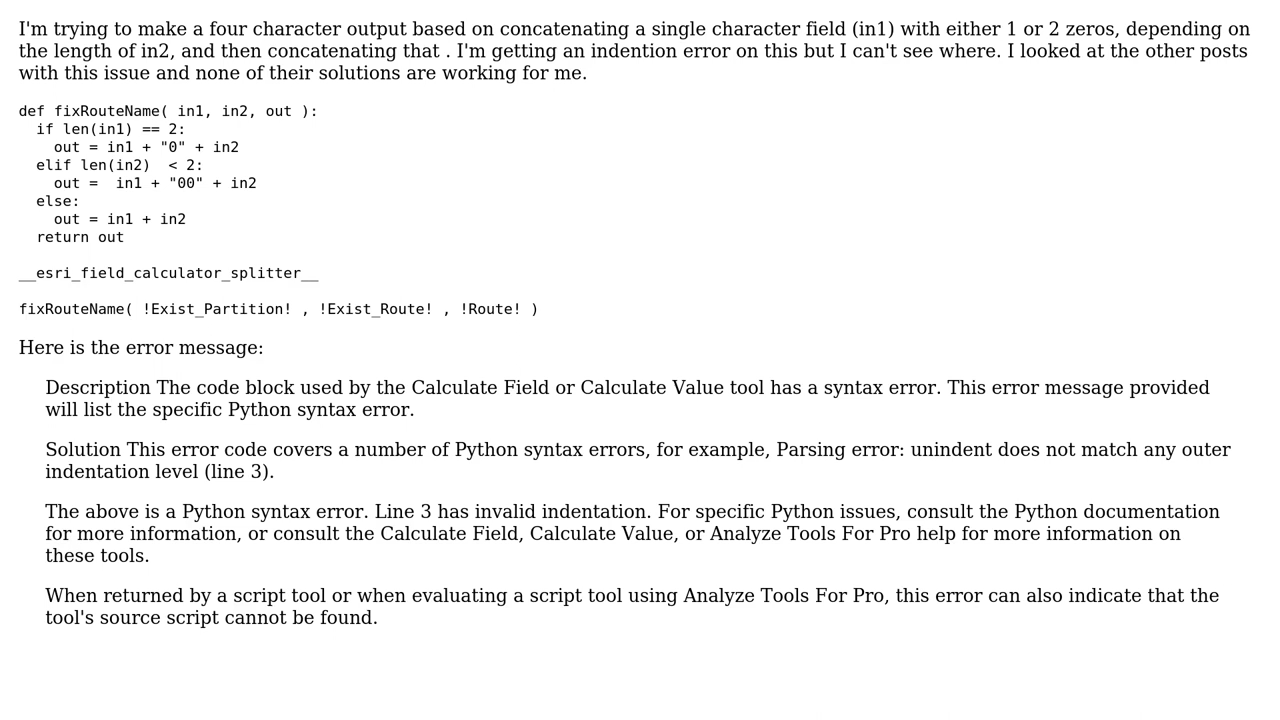 I'm trying to make a four character output based on concatenating a single character field (in1) with either 1 or 2 zeros, depending on
the length of in2, and then concatenating that . I'm getting an indention error on this but I can't see where. I looked at the other posts
with this issue and none of their solutions are working for me.
def fixRouteName( in1, in2, out ):
  if len(in1) == 2:
    out = in1 + "0" + in2
  elif len(in2)  < 2:
    out =  in1 + "00" + in2
  else:
    out = in1 + in2
  return out
__esri_field_calculator_splitter__
fixRouteName( !Exist_Partition! , !Exist_Route! , !Route! )
Here is the error message:
Description The code block used by the Calculate Field or Calculate Value tool has a syntax error. This error message provided
will list the specific Python syntax error.
Solution This error code covers a number of Python syntax errors, for example, Parsing error: unindent does not match any outer
indentation level (line 3).
The above is a Python syntax error. Line 3 has invalid indentation. For specific Python issues, consult the Python documentation
for more information, or consult the Calculate Field, Calculate Value, or Analyze Tools For Pro help for more information on
these tools.
When returned by a script tool or when evaluating a script tool using Analyze Tools For Pro, this error can also indicate that the
tool's source script cannot be found.